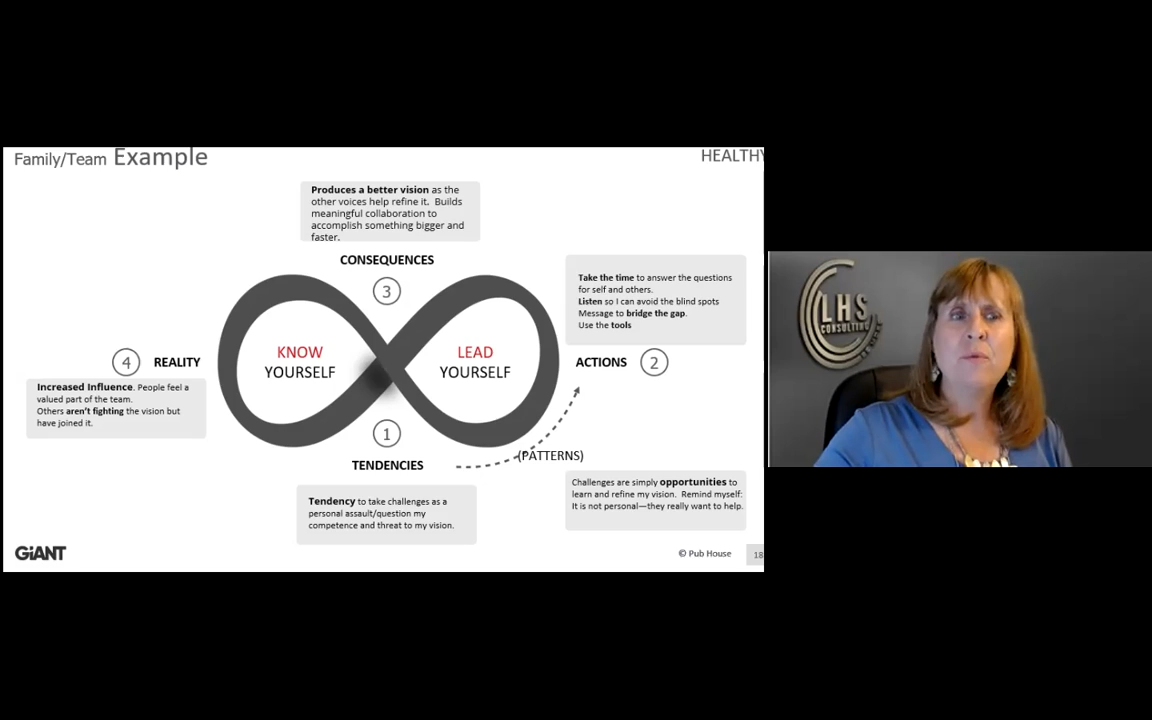 Family/Team Example
HEALTHY
Produces a better vision as the
other voices help refine it. Builds
meaningful collaboration to
accomplish something bigger and
faster.
CONSEQUENCES
3
Take the time to answer the questions
for self and others.
Listen so I can avoid the blind spots
Message to bridge the gap.
Use the tools
KNOW
YOURSELF
LEAD
YOURSELF
4 REALITY
ACTIONS 2
Increased Influence. People feel a
valued part of the team.
Others aren't fighting the vision but
have joined it.
1
TENDENCIES
(PATTERNS)
Tendency to take challenges as a
personal assault/question my
competence and threat to my vision.
Challenges are simply opportunities to
learn and refine my vision. Remind myself:
It is not personal—they really want to help.
GiANT
© Pub House
18
LHS
CONSULTING